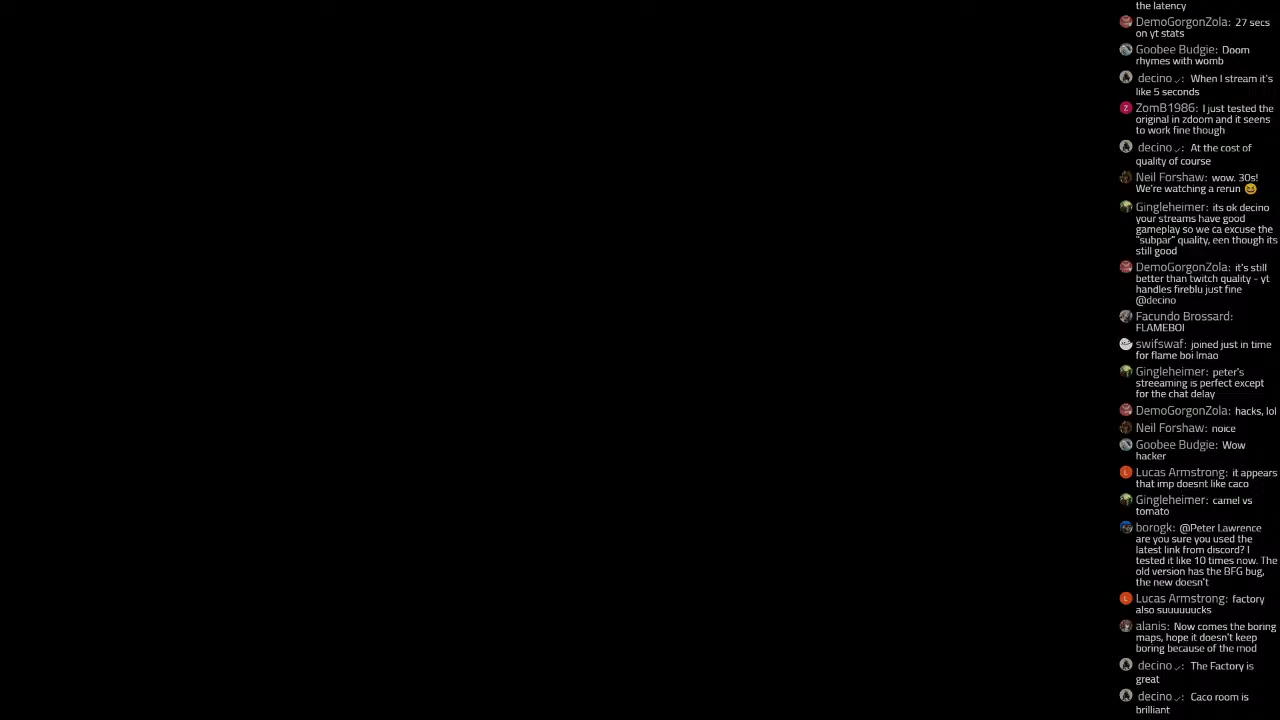 the latency
DemoGorgonZola: 27 secs
on yt stats
Goobee Budgie: Doom
rhymes with womb
decino ✓: When I stream it's
like 5 seconds
Z ZomB1986: I just tested the
original in zdoom and it seems
to work fine though
decino ✓: At the cost of
quality of course
Neil Forshaw: wow. 30s!
We're watching a rerun 😆
Gingleheimer: its ok decino
your streams have good
gameplay so we ca excuse the
"subpar" quality, een though its
still good
DemoGorgonZola: it's still
better than twitch quality - yt
handles fireblu just fine
@decino
Facundo Brossard:
FLAMEBOI
swifswaf: joined just in time
for flame boi lmao
Gingleheimer: peter's
streeaming is perfect except
for the chat delay
DemoGorgonZola: hacks, lol
Neil Forshaw: noice
Goobee Budgie: Wow
hacker
L Lucas Armstrong: it appears
that imp doesnt like caco
Gingleheimer: camel vs
tomato
borogk: @Peter Lawrence
are you sure you used the
latest link from discord? I
tested it like 10 times now. The
old version has the BFG bug,
the new doesn't
L Lucas Armstrong: factory
also suuuuuucks
alanis: Now comes the boring
maps, hope it doesn't keep
boring because of the mod
decino ✓: The Factory is
great
decino ✓: Caco room is
brilliant